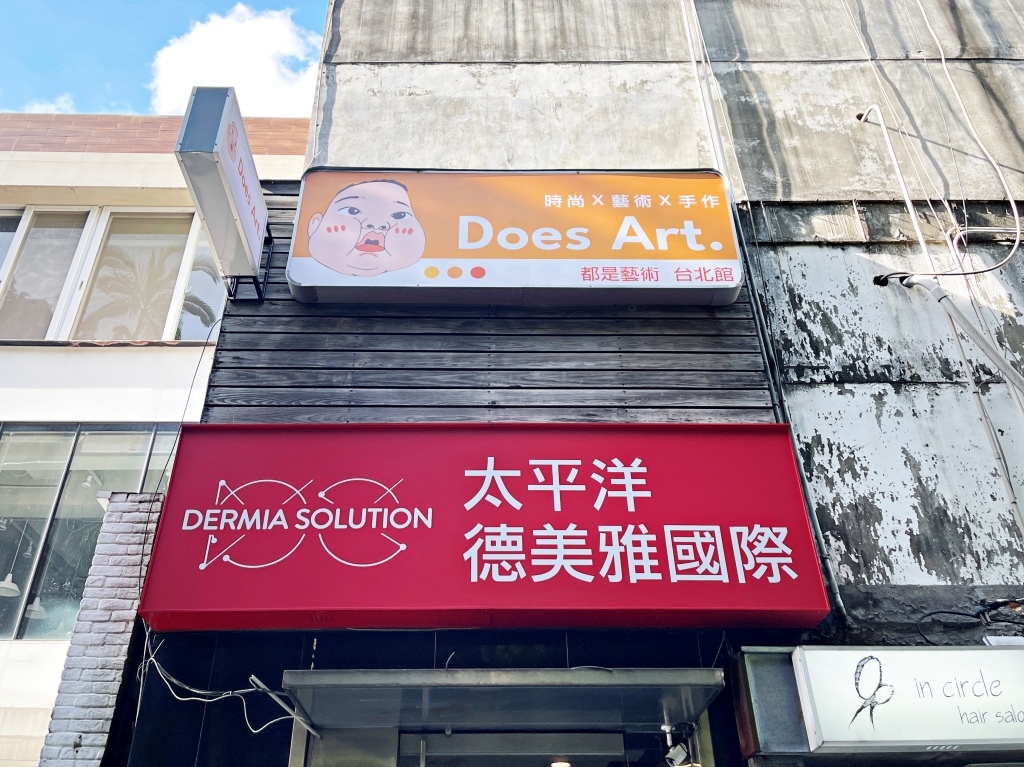 Does Art
時尚 X 藝術 X 手作
Does Art.
都是藝術 台北館
DERMIA SOLUTION
太平洋
德美雅國際
in circle
hair salo